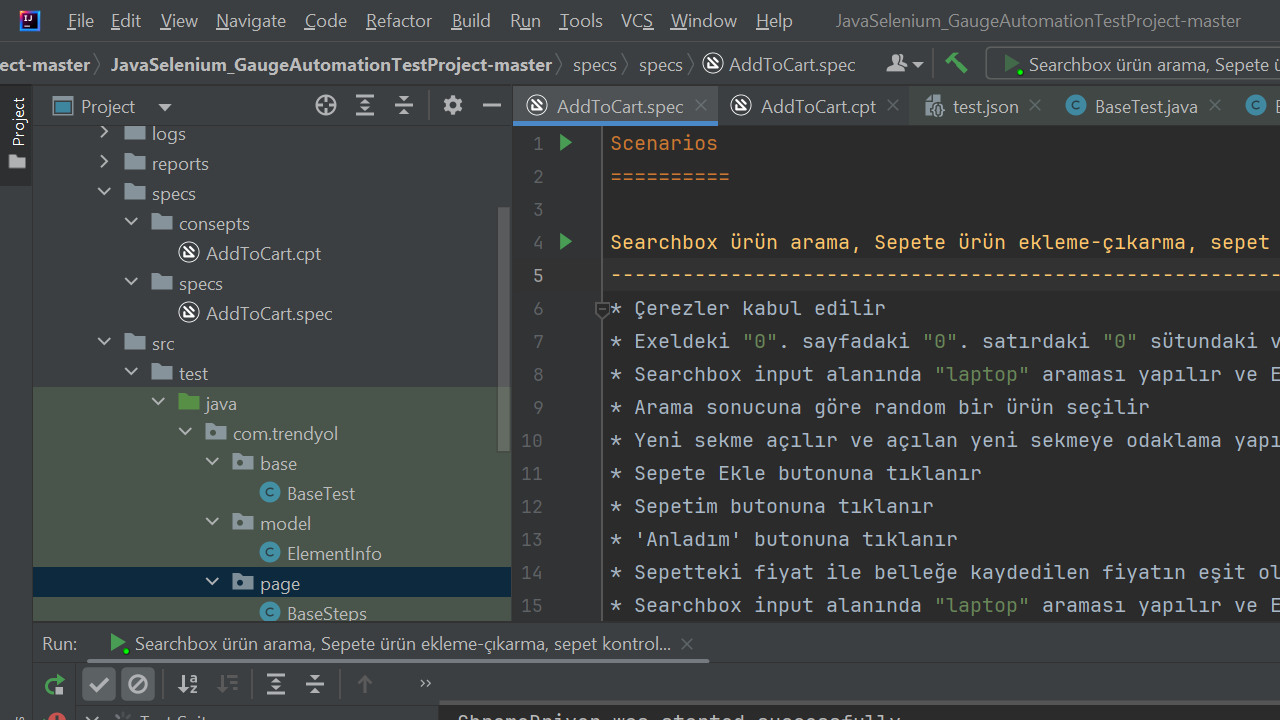 File Edit View Navigate Code Refactor Build Run Tools VCS Window Help JavaSelenium_GaugeAutomationTestProject-master
ect-master JavaSelenium_GaugeAutomationTestProject-master specs specs AddToCart.spec Searchbox ürün arama, Sepete ü
Project
Project
AddToCart.spec AddToCart.cpt test.json BaseTest.java
logs
reports
specs
consepts
AddToCart.cpt
specs
AddToCart.spec
src
test
java
com.trendyol
base
BaseTest
model
ElementInfo
page
BaseSteps
1 Scenarios
2 ==========
3
4 Searchbox ürün arama, Sepete ürün ekleme-çıkarma, sepet
5 --------------------------------------------------------
6 * Çerezler kabul edilir
7 * Exeldeki "0". sayfadaki "0". satırdaki "0" sütundaki v
8 * Searchbox input alanında "laptop" araması yapılır ve E
9 * Arama sonucuna göre random bir ürün seçilir
10 * Yeni sekme açılır ve açılan yeni sekmeye odaklama yapı
11 * Sepete Ekle butonuna tıklanır
12 * Sepetim butonuna tıklanır
13 * 'Anladım' butonuna tıklanır
14 * Sepetteki fiyat ile belleğe kaydedilen fiyatın eşit ol
15 * Searchbox input alanında "laptop" araması yapılır ve E
Run: Searchbox ürün arama, Sepete ürün ekleme-çıkarma, sepet kontrol...
Test Suit
ChromeDriver was started successfully